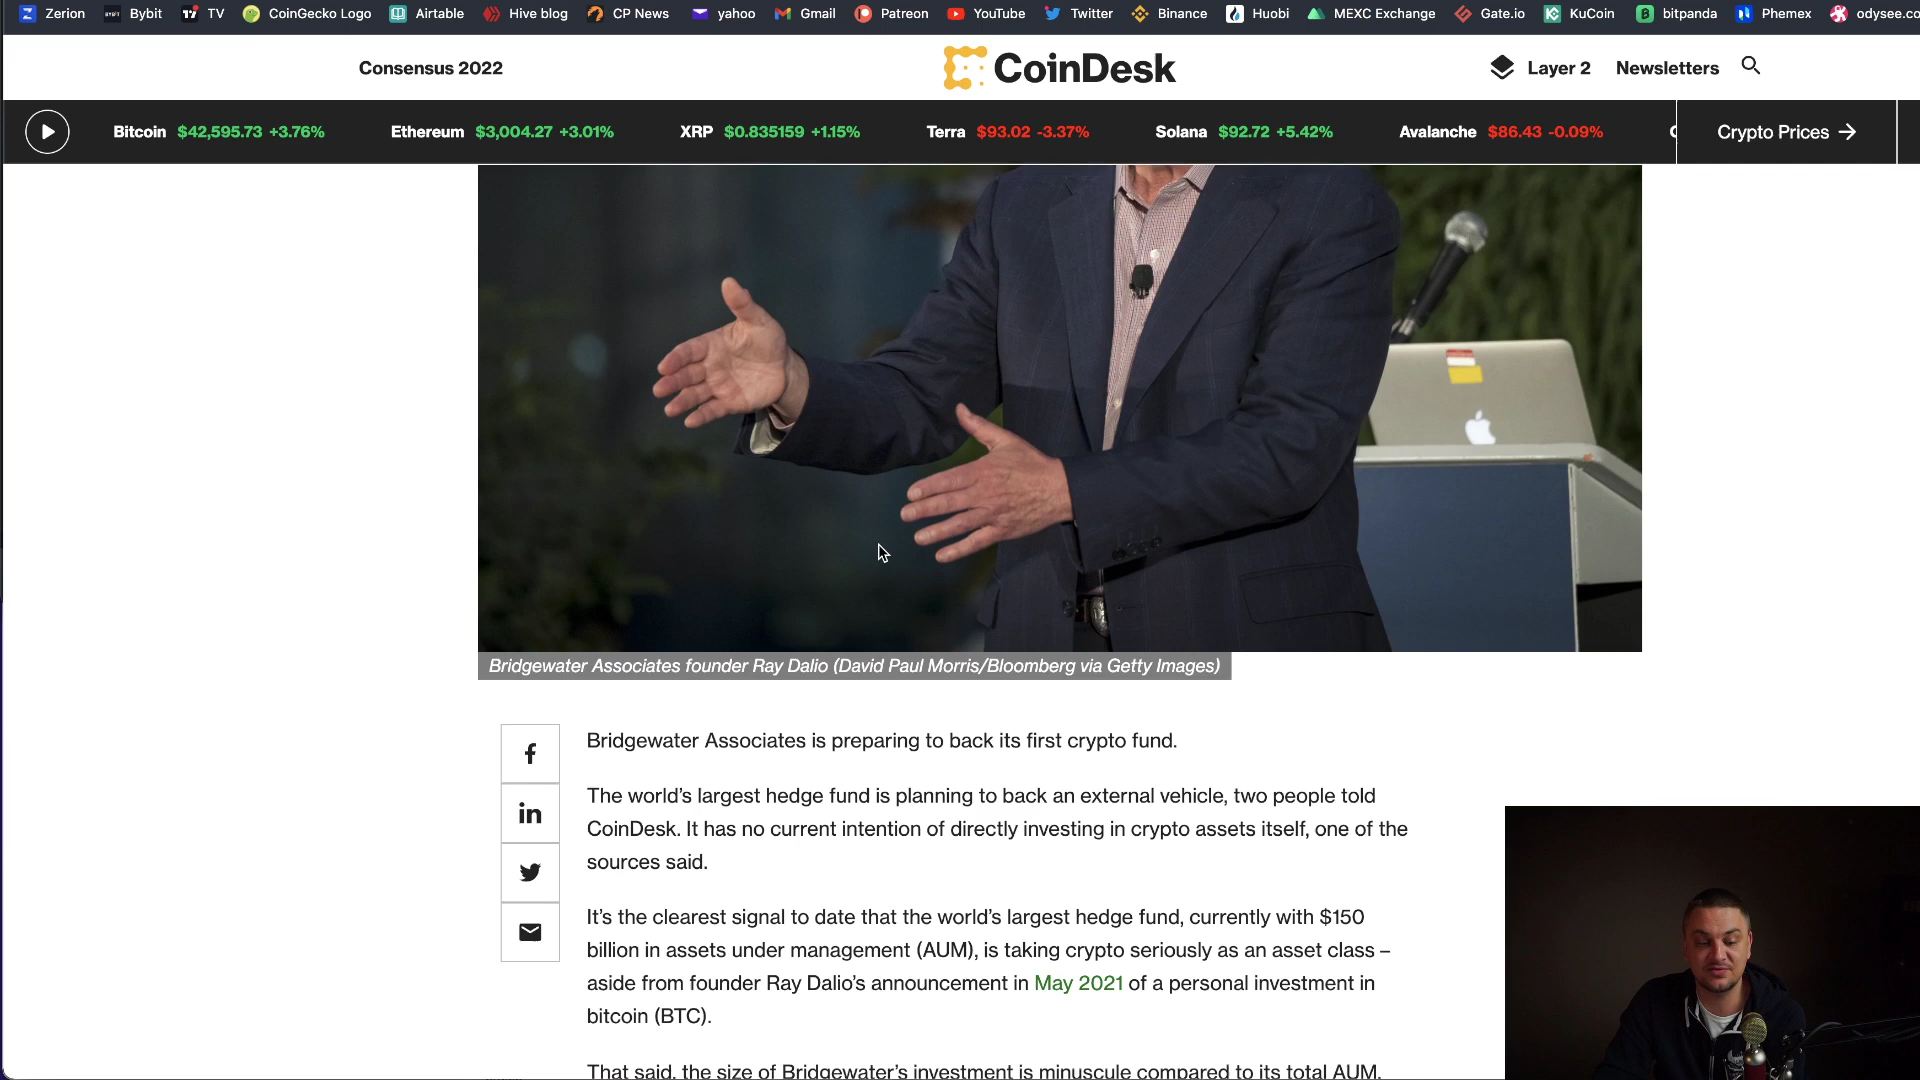 Zerion Bybit TV CoinGecko Logo Airtable Hive blog CP News yahoo Gmail Patreon YouTube Twitter Binance Huobi MEXC Exchange Gate.io KuCoin bitpanda Phemex odysee.co
Consensus 2022 CoinDesk Layer 2 Newsletters
Bitcoin $42,595.73 +3.76% Ethereum $3,004.27 +3.01% XRP $0.835159 +1.15% Terra $93.02 -3.37% Solana $92.72 +5.42% Avalanche $86.43 -0.09% Crypto Prices →
Bridgewater Associates founder Ray Dalio (David Paul Morris/Bloomberg via Getty Images)
Bridgewater Associates is preparing to back its first crypto fund.
The world’s largest hedge fund is planning to back an external vehicle, two people told
CoinDesk. It has no current intention of directly investing in crypto assets itself, one of the
sources said.
It’s the clearest signal to date that the world’s largest hedge fund, currently with $150
billion in assets under management (AUM), is taking crypto seriously as an asset class –
aside from founder Ray Dalio’s announcement in May 2021 of a personal investment in
bitcoin (BTC).
That said, the size of Bridgewater’s investment is minuscule compared to its total AUM.